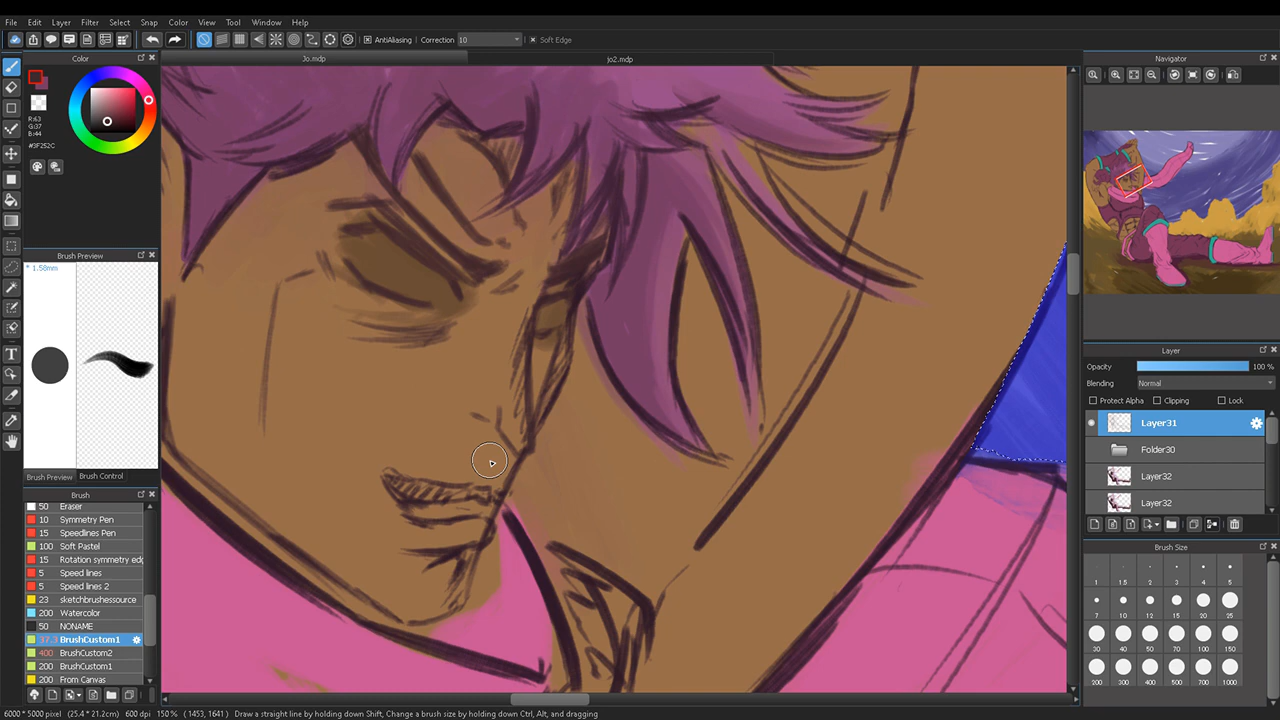 File Edit Layer Filter Select Snap Color View Tool Window Help
AntiAliasing Correction 10 Soft Edge
Color
Jo.mdp
jo2.mdp
Navigator
R:63
G:37
B:44
#3F252C
Brush Preview
* 1.58mm
Brush Preview Brush Control
Brush
50 Eraser
10 Symmetry Pen
15 Speedlines Pen
100 Soft Pastel
15 Rotation symmetry ed
5 Speed lines
5 Speed lines 2
23 sketchbrushessource
200 Watercolor
50 NONAME
37.3 BrushCustom1
400 BrushCustom2
200 BrushCustom1
200 From Canvas
Layer
Opacity 100 %
Blending Normal
Protect Alpha Clipping Lock
Layer31
Folder30
Layer32
Layer32
Brush Size
1 1.5 2 3 4 5
7 10 12 15 20 25
30 40 50 70 100 150
200 300 400 500 700 1000
6000 * 5000 pixel (25.4 * 21.2cm) 600 dpi 150 % (1453, 1641) Draw a straight line by holding down Shift, Change a brush size by holding down Ctrl, Alt, and dragging